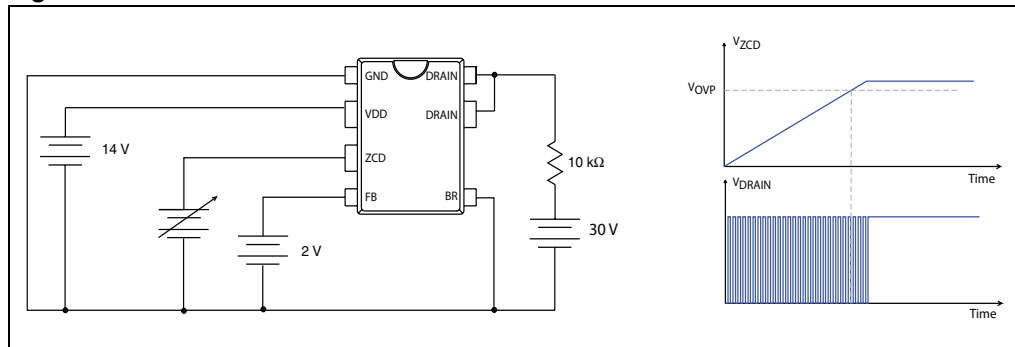 GND DRAIN
VDD DRAIN
ZCD
FB BR
14 V
2 V
10 kΩ
30 V
VZCD
VOVP
Time
VDRAIN
Time